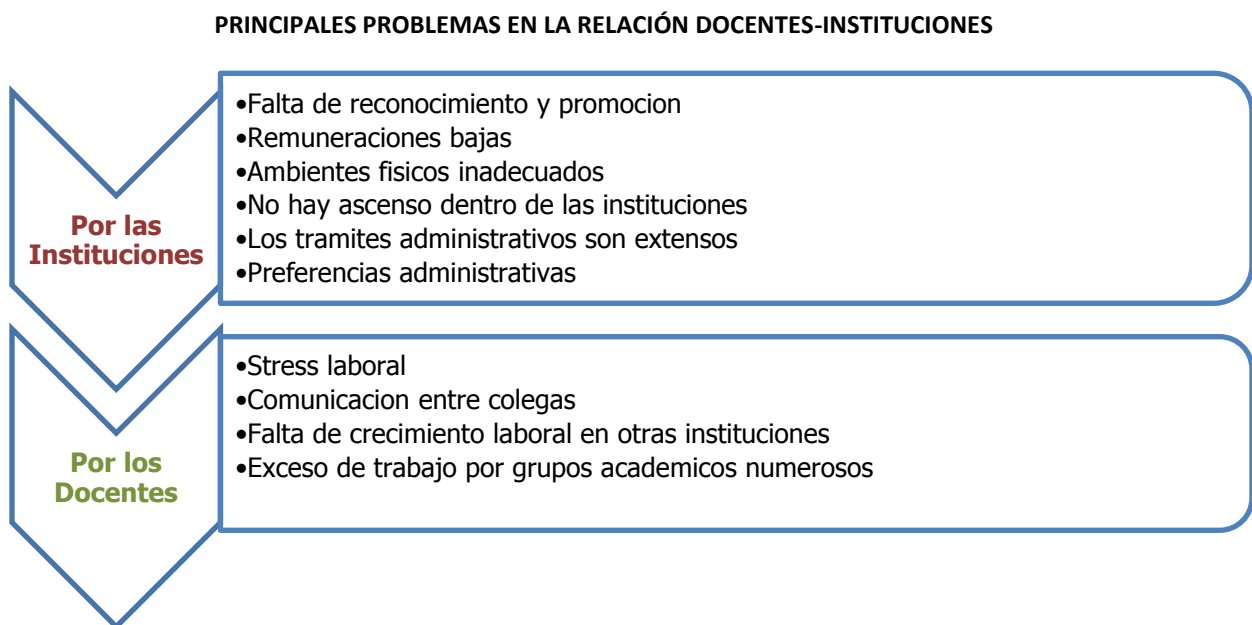 PRINCIPALES PROBLEMAS EN LA RELACIÓN DOCENTES-INSTITUCIONES
Por las
Instituciones
•Falta de reconocimiento y promocion
•Remuneraciones bajas
•Ambientes fisicos inadecuados
•No hay ascenso dentro de las instituciones
•Los tramites administrativos son extensos
•Preferencias administrativas
Por los
Docentes
•Stress laboral
•Comunicacion entre colegas
•Falta de crecimiento laboral en otras instituciones
•Exceso de trabajo por grupos academicos numerosos